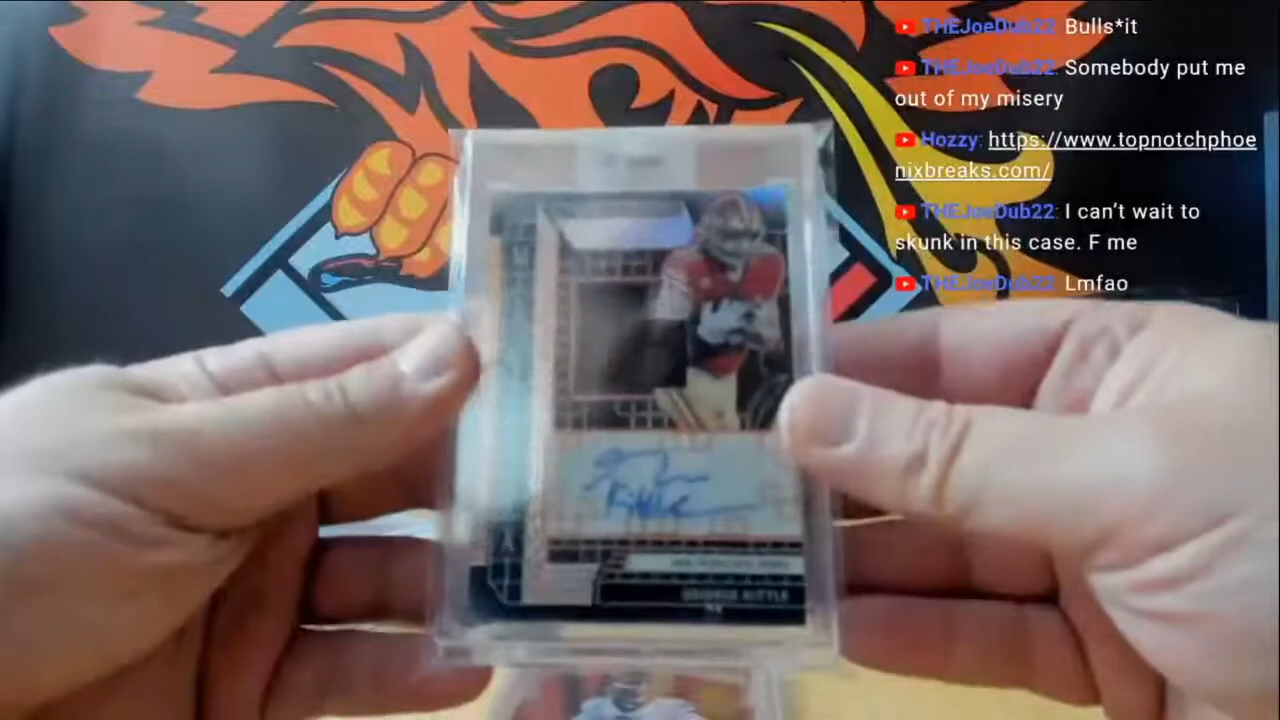 THEJoeDub22: Bulls*it
THEJoeDub22: Somebody put me
out of my misery
Hozzy: https://www.topnotchphoe
nixbreaks.com/
THEJoeDub22: I can't wait to
skunk in this case. F me
THEJoeDub22: Lmfao
Kittle
GEORGE KITTLE